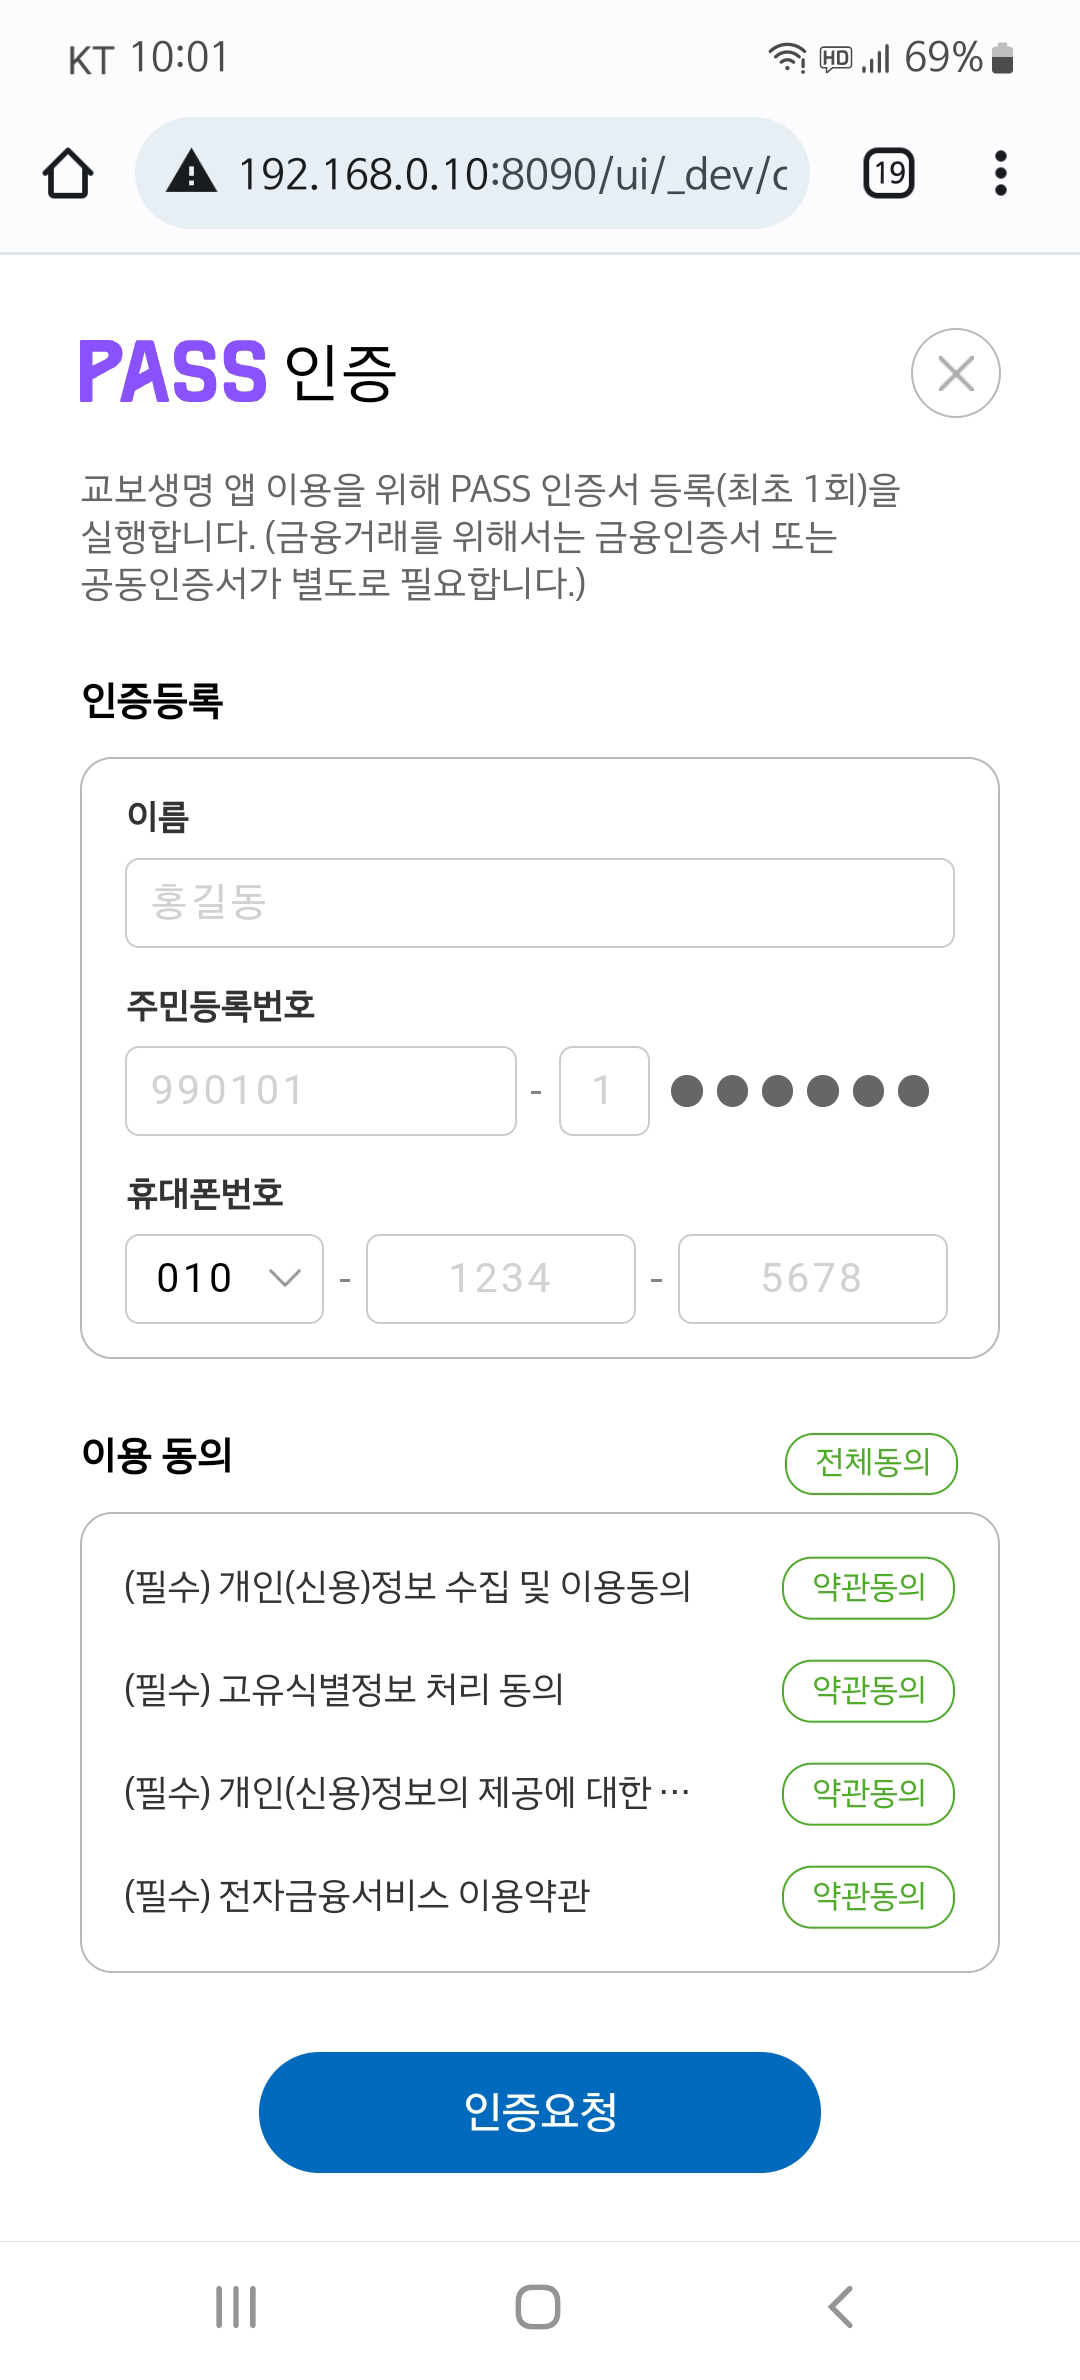 KT 10:01 HD 69%
192.168.0.10:8090/ui/_dev/c 19
PASS 인증
교보생명 앱 이용을 위해 PASS 인증서 등록(최초 1회)을
실행합니다. (금융거래를 위해서는 금융인증서 또는
공동인증서가 별도로 필요합니다.)
인증등록
이름
홍길동
주민등록번호
990101 - 1 ●●●●●●
휴대폰번호
010 - 1234 - 5678
이용 동의 전체동의
(필수) 개인(신용)정보 수집 및 이용동의 약관동의
(필수) 고유식별정보 처리 동의 약관동의
(필수) 개인(신용)정보의 제공에 대한 … 약관동의
(필수) 전자금융서비스 이용약관 약관동의
인증요청